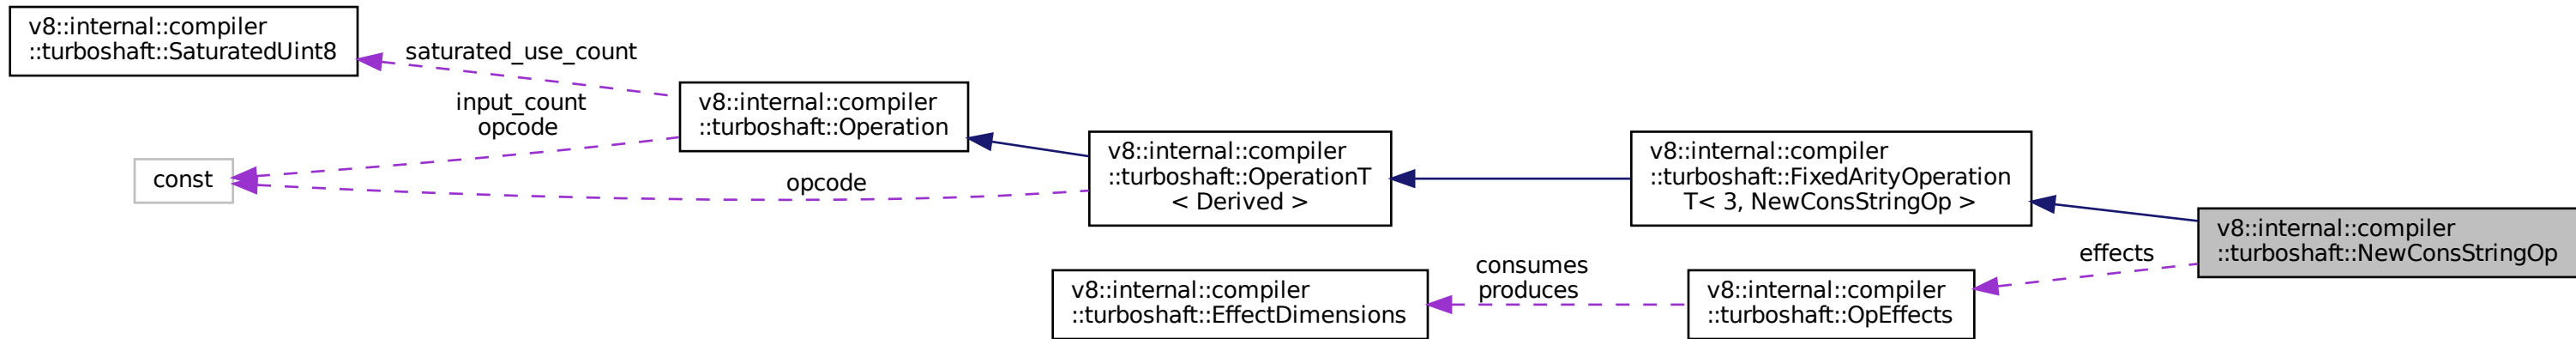 v8::internal::compiler
::turboshaft::SaturatedUint8
saturated_use_count
input_count
opcode
const
v8::internal::compiler
::turboshaft::Operation
opcode
v8::internal::compiler
::turboshaft::OperationT
< Derived >
v8::internal::compiler
::turboshaft::FixedArityOperation
T< 3, NewConsStringOp >
v8::internal::compiler
::turboshaft::EffectDimensions
consumes
produces
v8::internal::compiler
::turboshaft::OpEffects
effects
v8::internal::compiler
::turboshaft::NewConsStringOp